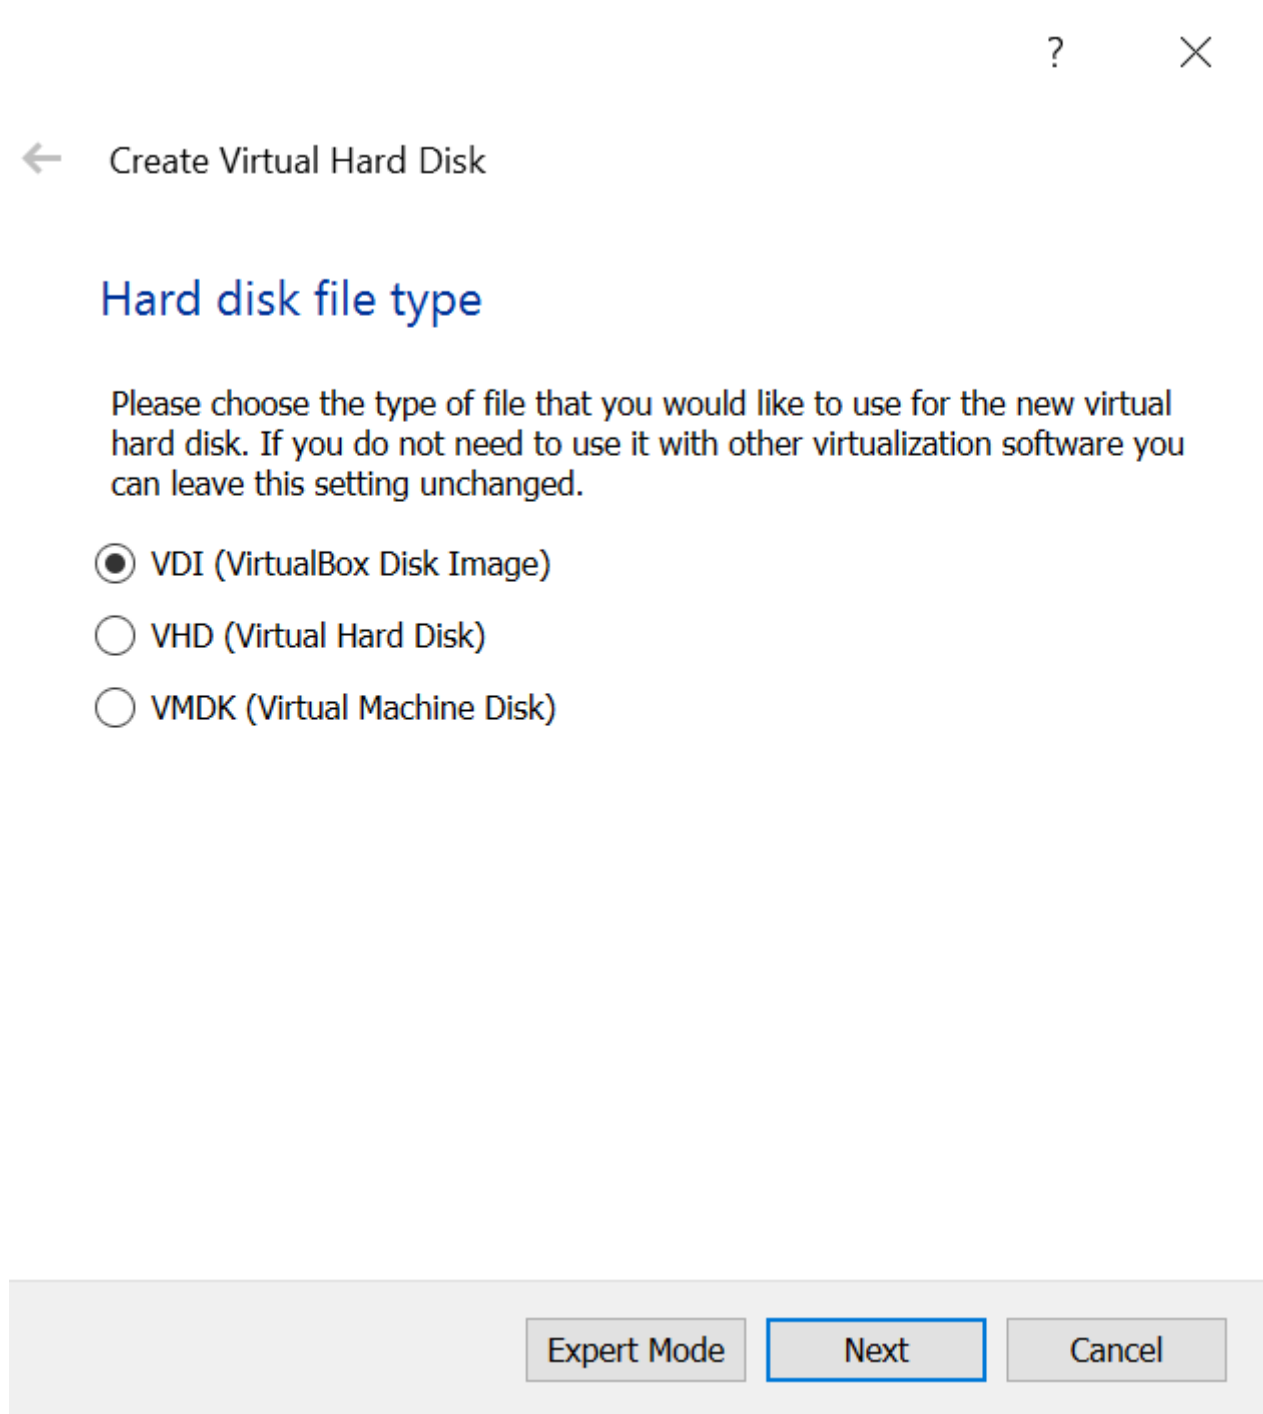 ?
Create Virtual Hard Disk
Hard disk file type
Please choose the type of file that you would like to use for the new virtual
hard disk. If you do not need to use it with other virtualization software you
can leave this setting unchanged.
VDI (VirtualBox Disk Image)
VHD (Virtual Hard Disk)
VMDK (Virtual Machine Disk)
Expert Mode
Next
Cancel